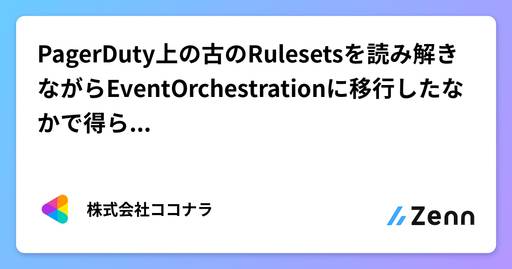 PagerDuty上の古のRulesetsを読み解き
ながらEventOrchestrationに移行したな
かで得ら...
株式会社ココナラ
Zenn